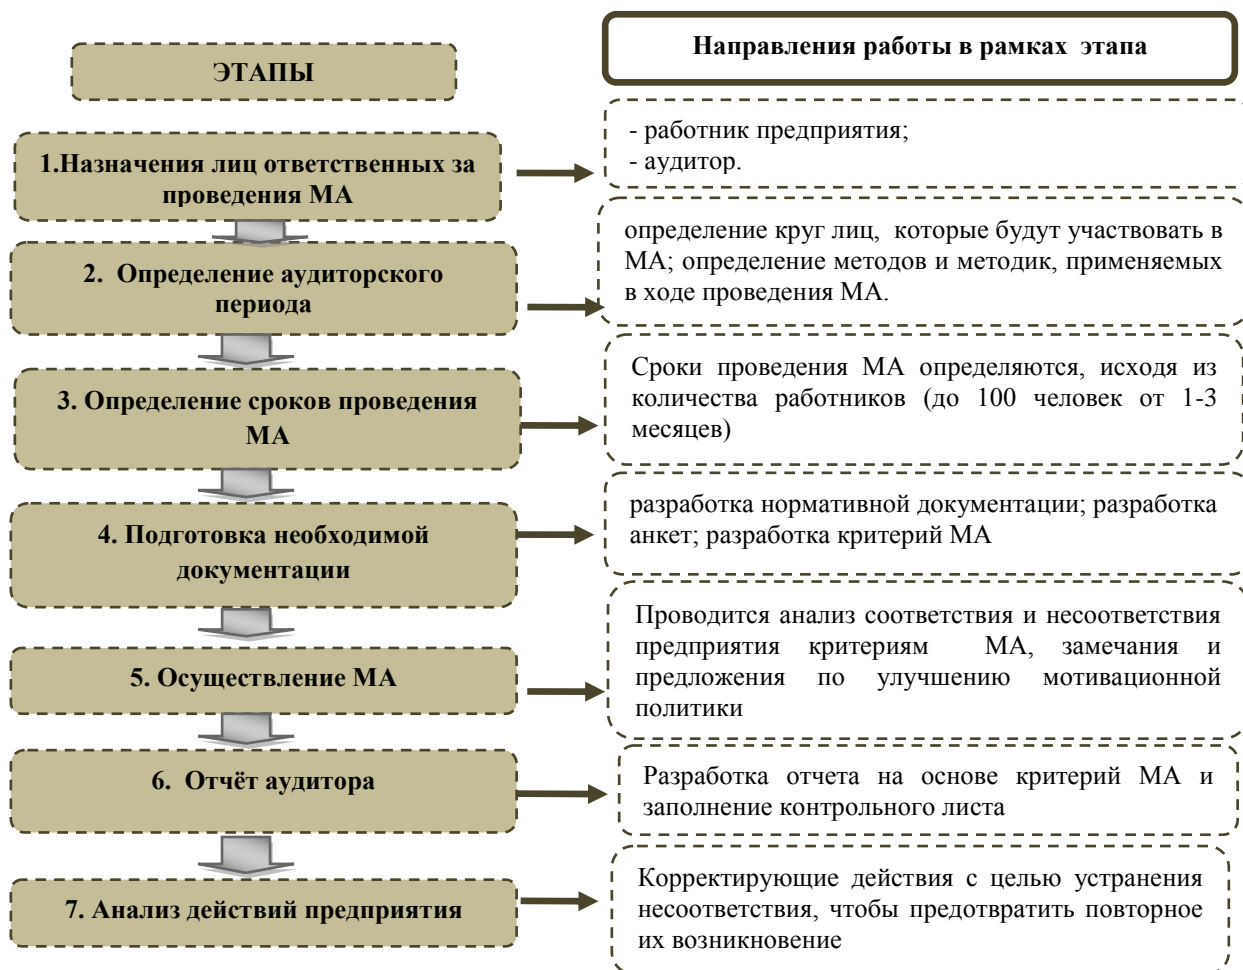 ЭТАПЫ
Направления работы в рамках этапа
1.Назначения лиц ответственных за
проведения МА
- работник предприятия;
- аудитор.
2. Определение аудиторского
периода
определение круг лиц, которые будут участвовать в
МА; определение методов и методик, применяемых
в ходе проведения МА.
3. Определение сроков проведения
МА
Сроки проведения МА определяются, исходя из
количества работников (до 100 человек от 1-3
месяцев)
4. Подготовка необходимой
документации
разработка нормативной документации; разработка
анкет; разработка критерий МА
5. Осуществление МА
Проводится анализ соответствия и несоответствия
предприятия критериям МА, замечания и
предложения по улучшению мотивационной
политики
6. Отчёт аудитора
Разработка отчета на основе критерий МА и
заполнение контрольного листа
7. Анализ действий предприятия
Корректирующие действия с целью устранения
несоответствия, чтобы предотвратить повторное
их возникновение